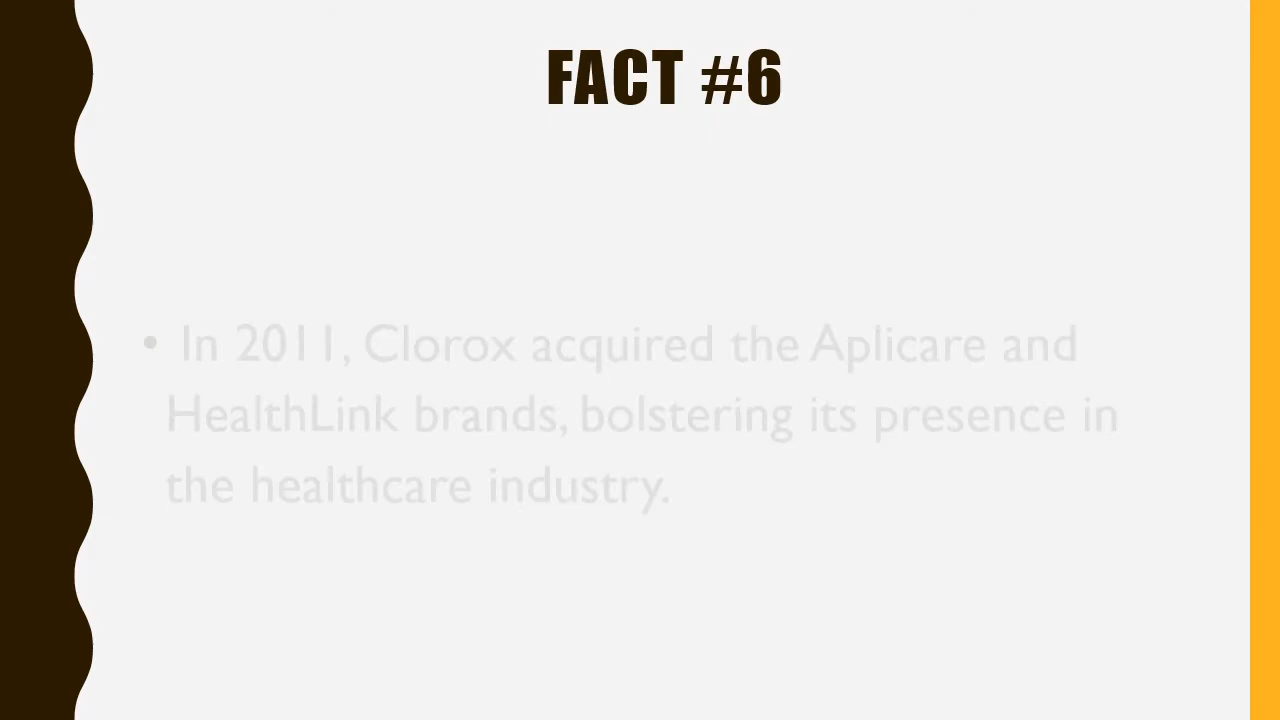 FACT #6
• In 2011, Clorox acquired the Aplicare and
HealthLink brands, bolstering its presence in
the healthcare industry.